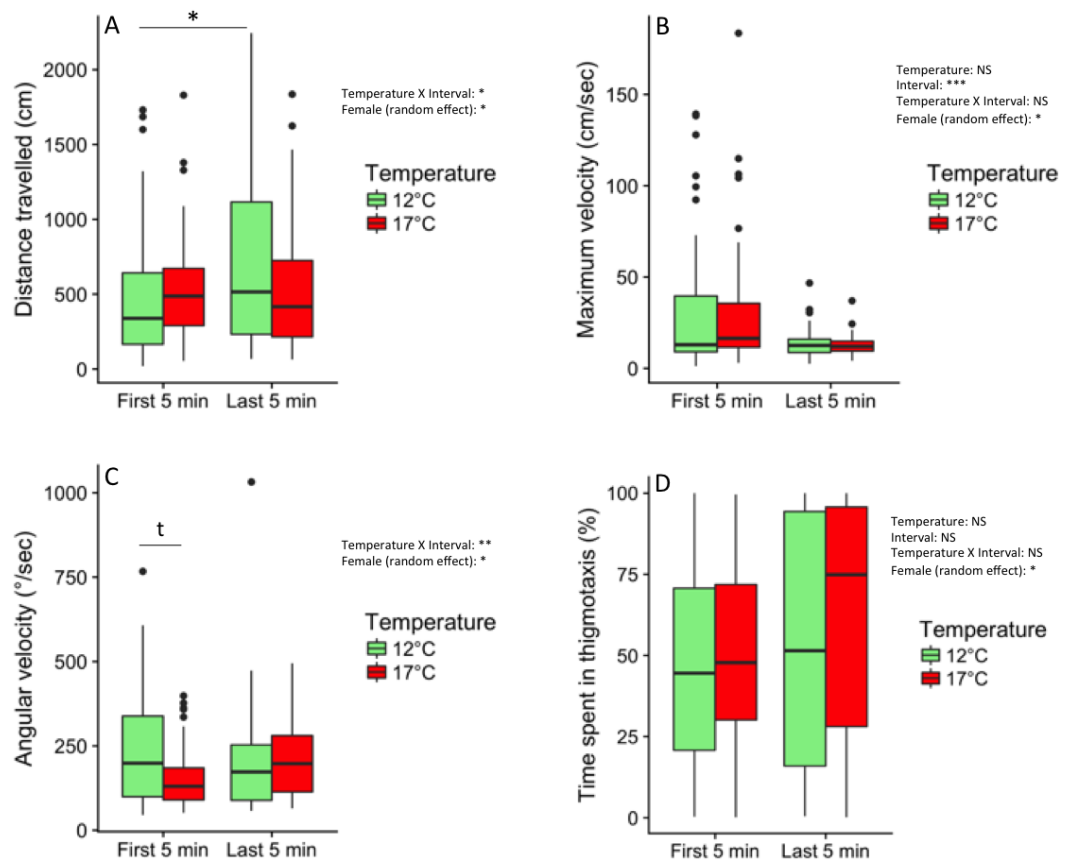 A
*
Distance travelled (cm)
2000
1500
1000
500
0
First 5 min
Last 5 min
Temperature X Interval: *
Female (random effect): *
Temperature
12°C
17°C
B
Maximum velocity (cm/sec)
150
100
50
0
First 5 min
Last 5 min
Temperature: NS
Interval: ***
Temperature X Interval: NS
Female (random effect): *
Temperature
12°C
17°C
C
t
Angular velocity (°/sec)
1000
750
500
250
0
First 5 min
Last 5 min
Temperature X Interval: **
Female (random effect): *
Temperature
12°C
17°C
D
Time spent in thigmotaxis (%)
100
75
50
25
0
First 5 min
Last 5 min
Temperature: NS
Interval: NS
Temperature X Interval: NS
Female (random effect): *
Temperature
12°C
17°C